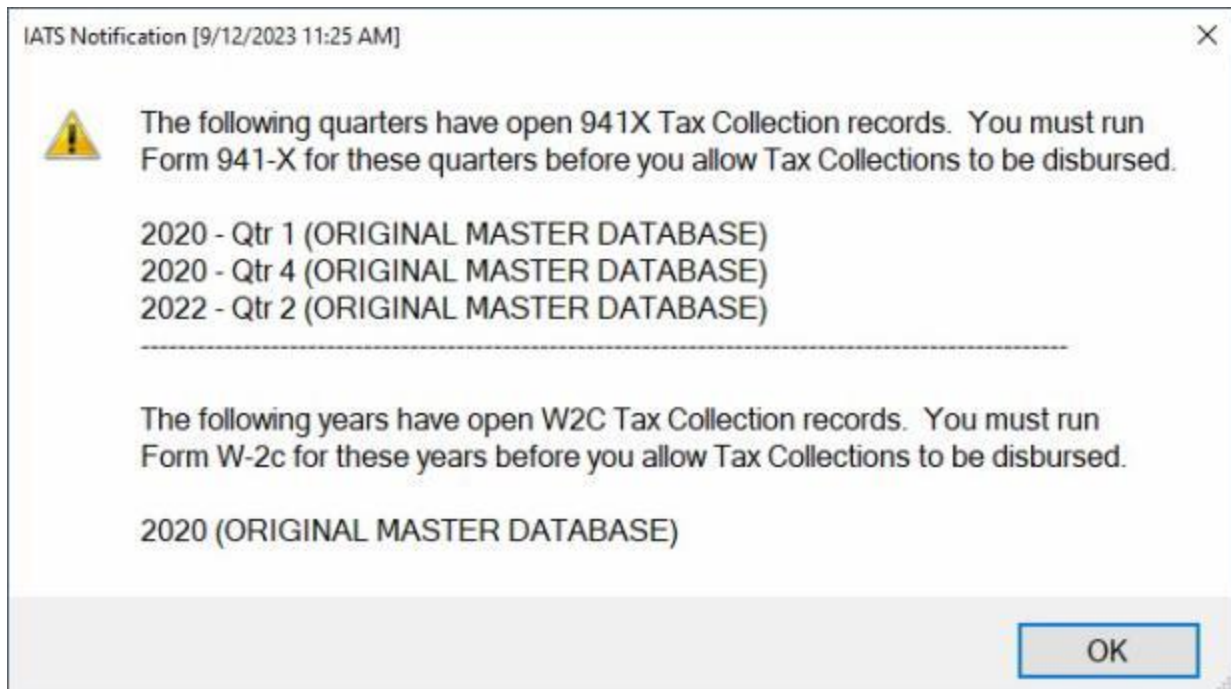 IATS Notification [9/12/2023 11:25 AM]
The following quarters have open 941X Tax Collection records.  You must run
Form 941-X for these quarters before you allow Tax Collections to be disbursed.
2020 - Qtr 1 (ORIGINAL MASTER DATABASE)
2020 - Qtr 4 (ORIGINAL MASTER DATABASE)
2022 - Qtr 2 (ORIGINAL MASTER DATABASE)
----------------------------------------------------------------------------------------------------
The following years have open W2C Tax Collection records.  You must run
Form W-2c for these years before you allow Tax Collections to be disbursed.
2020 (ORIGINAL MASTER DATABASE)
OK